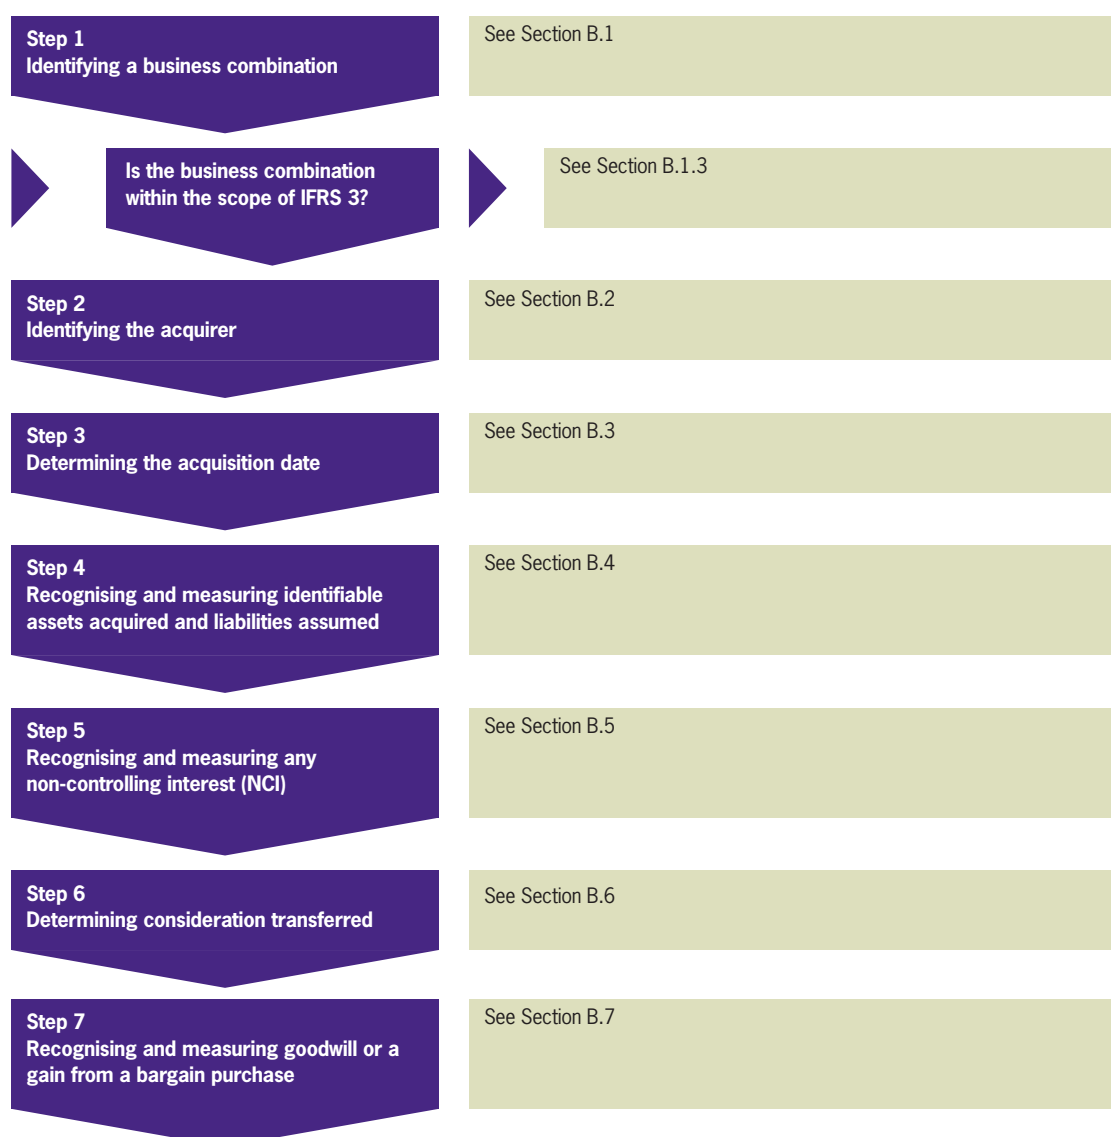 Step 1
Identifying a business combination
See Section B.1
Is the business combination
within the scope of IFRS 3?
See Section B.1.3
Step 2
Identifying the acquirer
See Section B.2
Step 3
Determining the acquisition date
See Section B.3
Step 4
Recognising and measuring identifiable
assets acquired and liabilities assumed
See Section B.4
Step 5
Recognising and measuring any
non-controlling interest (NCI)
See Section B.5
Step 6
Determining consideration transferred
See Section B.6
Step 7
Recognising and measuring goodwill or a
gain from a bargain purchase
See Section B.7